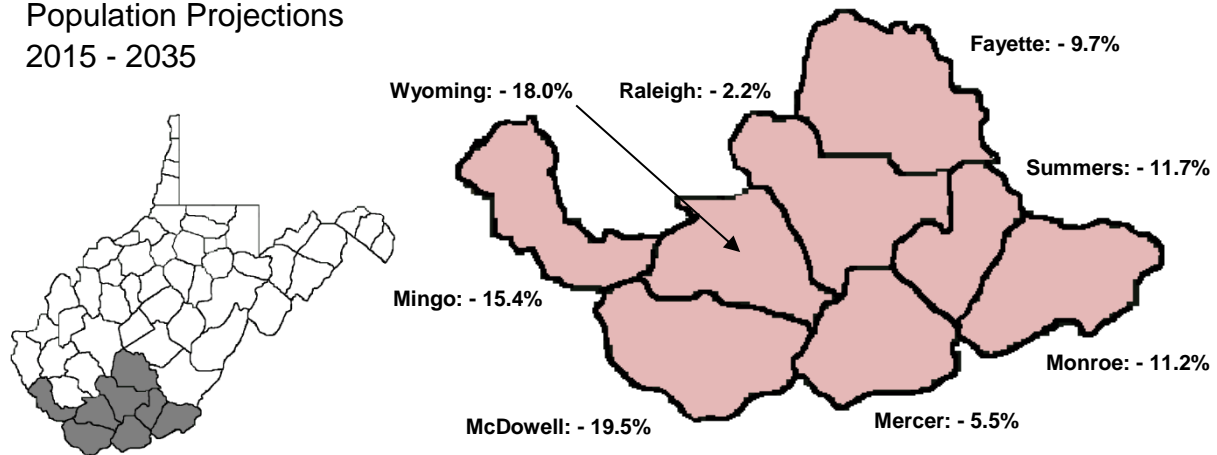 Population Projections
2015 - 2035
Fayette: - 9.7%
Wyoming: - 18.0%
Raleigh: - 2.2%
Summers: - 11.7%
Mingo: - 15.4%
Monroe: - 11.2%
McDowell: - 19.5%
Mercer: - 5.5%